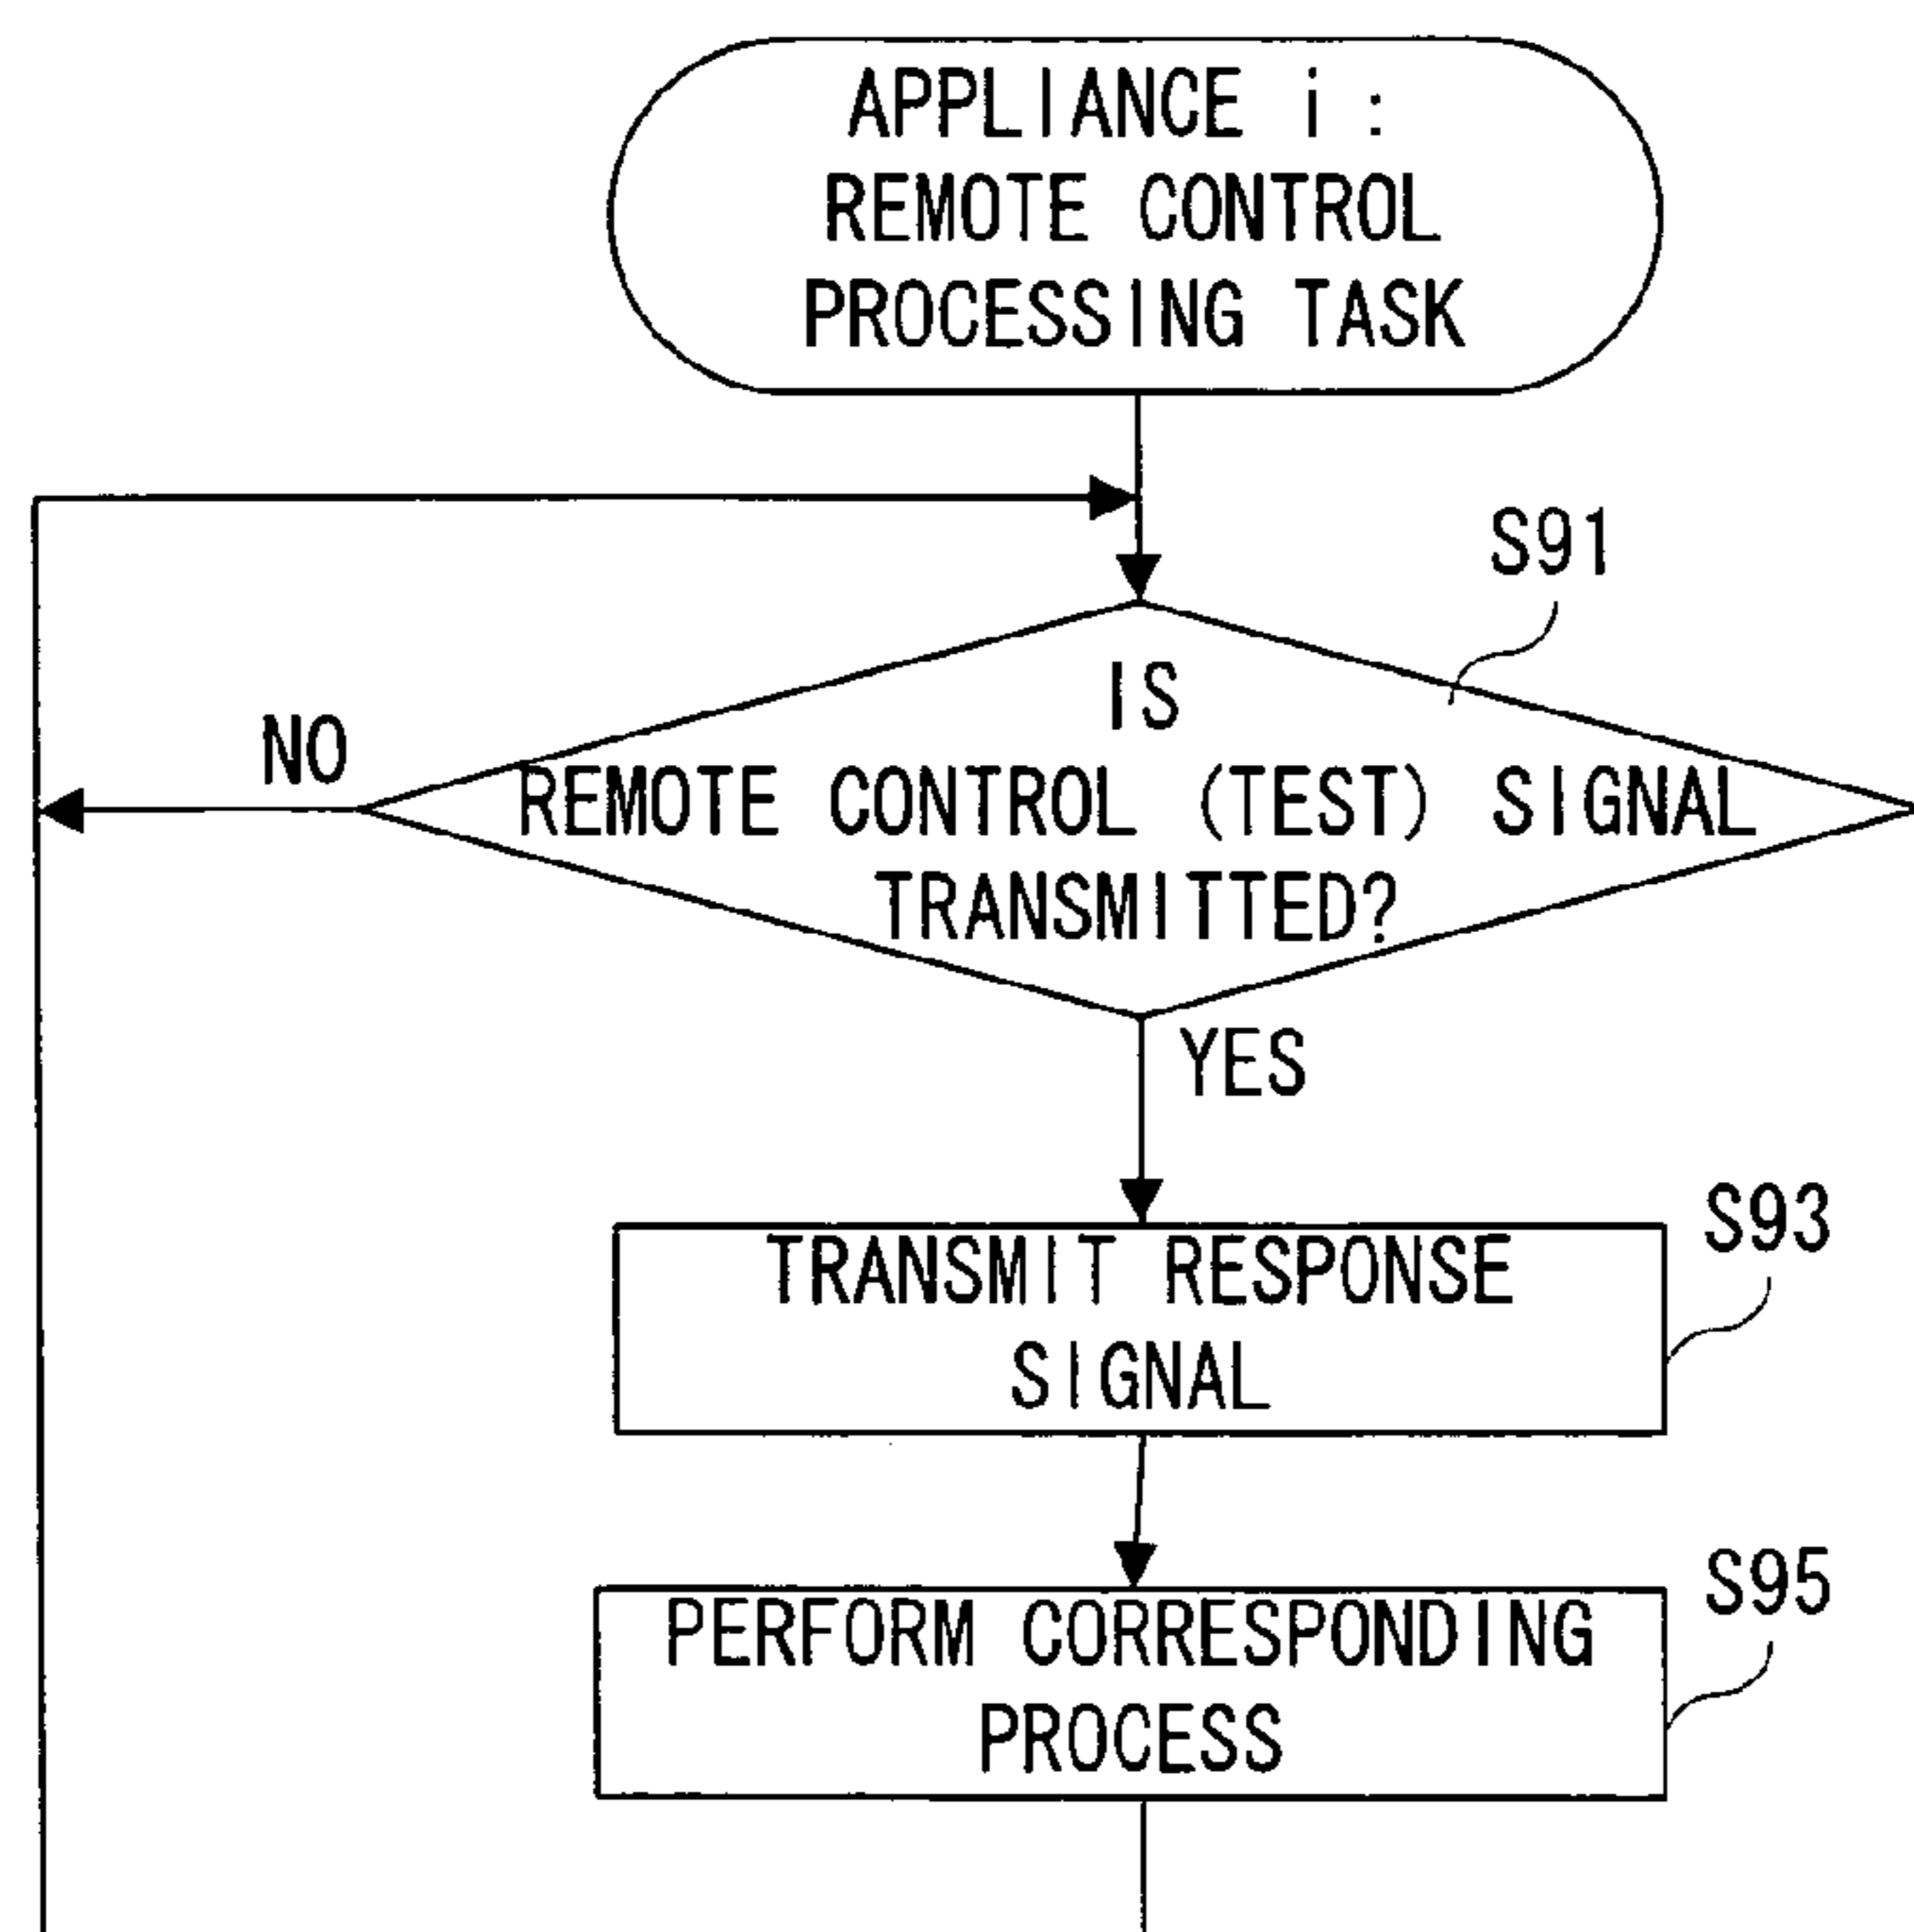 APPLIANCE i :
REMOTE CONTROL
PROCESSING TASK
S91
IS
NO
REMOTE CONTROL (TEST) SIGNAL
TRANSMITTED?
YES
S93
TRANSMIT RESPONSE
SIGNAL
S95
PERFORM CORRESPONDING
PROCESS